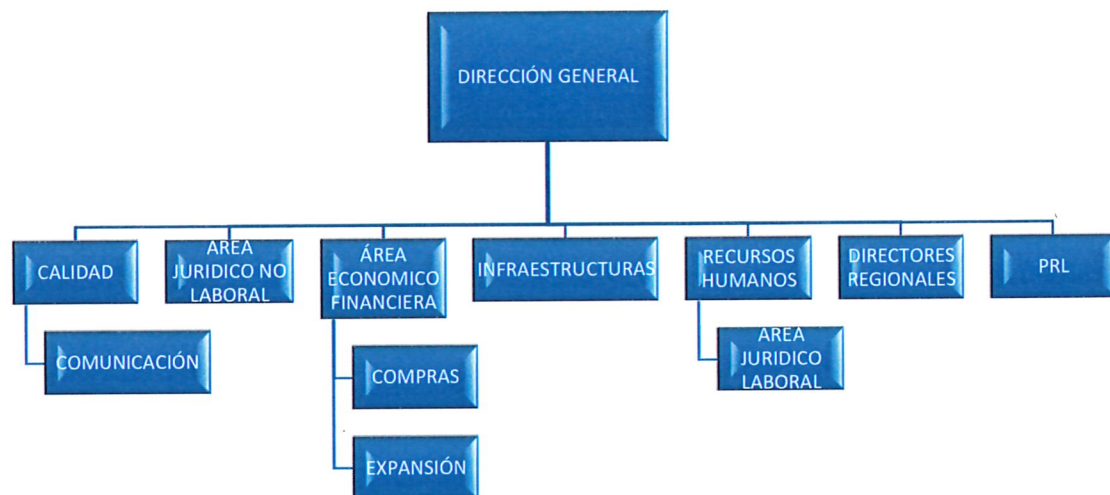 DIRECCIÓN GENERAL
CALIDAD
AREA
JURIDICO NO
LABORAL
ÁREA
ECONOMICO
FINANCIERA
INFRAESTRUCTURAS
RECURSOS
HUMANOS
DIRECTORES
REGIONALES
PRL
COMUNICACIÓN
COMPRAS
EXPANSIÓN
AREA
JURIDICO
LABORAL